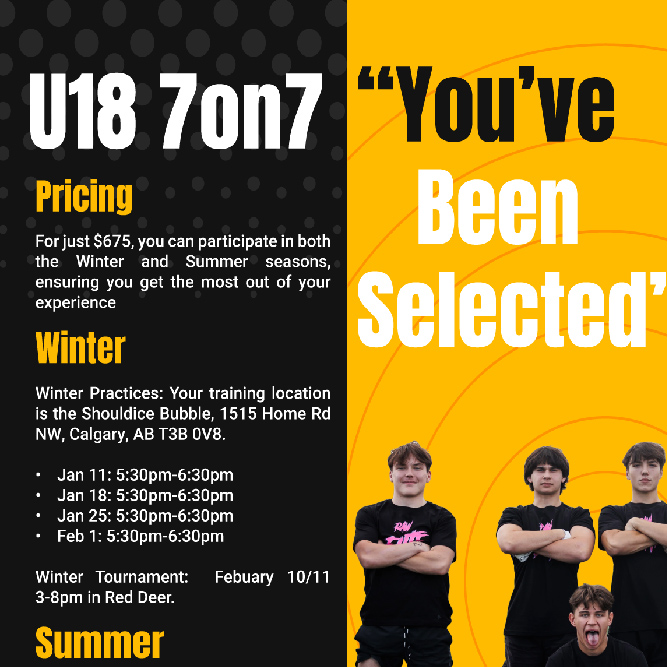 U18 7on7
Pricing
For just $675, you can participate in both
the Winter and Summer seasons,
ensuring you get the most out of your
experience
Winter
Winter Practices: Your training location
is the Shouldice Bubble, 1515 Home Rd
NW, Calgary, AB T3B 0V8.
• Jan 11: 5:30pm-6:30pm
• Jan 18: 5:30pm-6:30pm
• Jan 25: 5:30pm-6:30pm
• Feb 1: 5:30pm-6:30pm
Winter Tournament: Febuary 10/11
3-8pm in Red Deer.
Summer
“You’ve
Been
Selected”
RAW